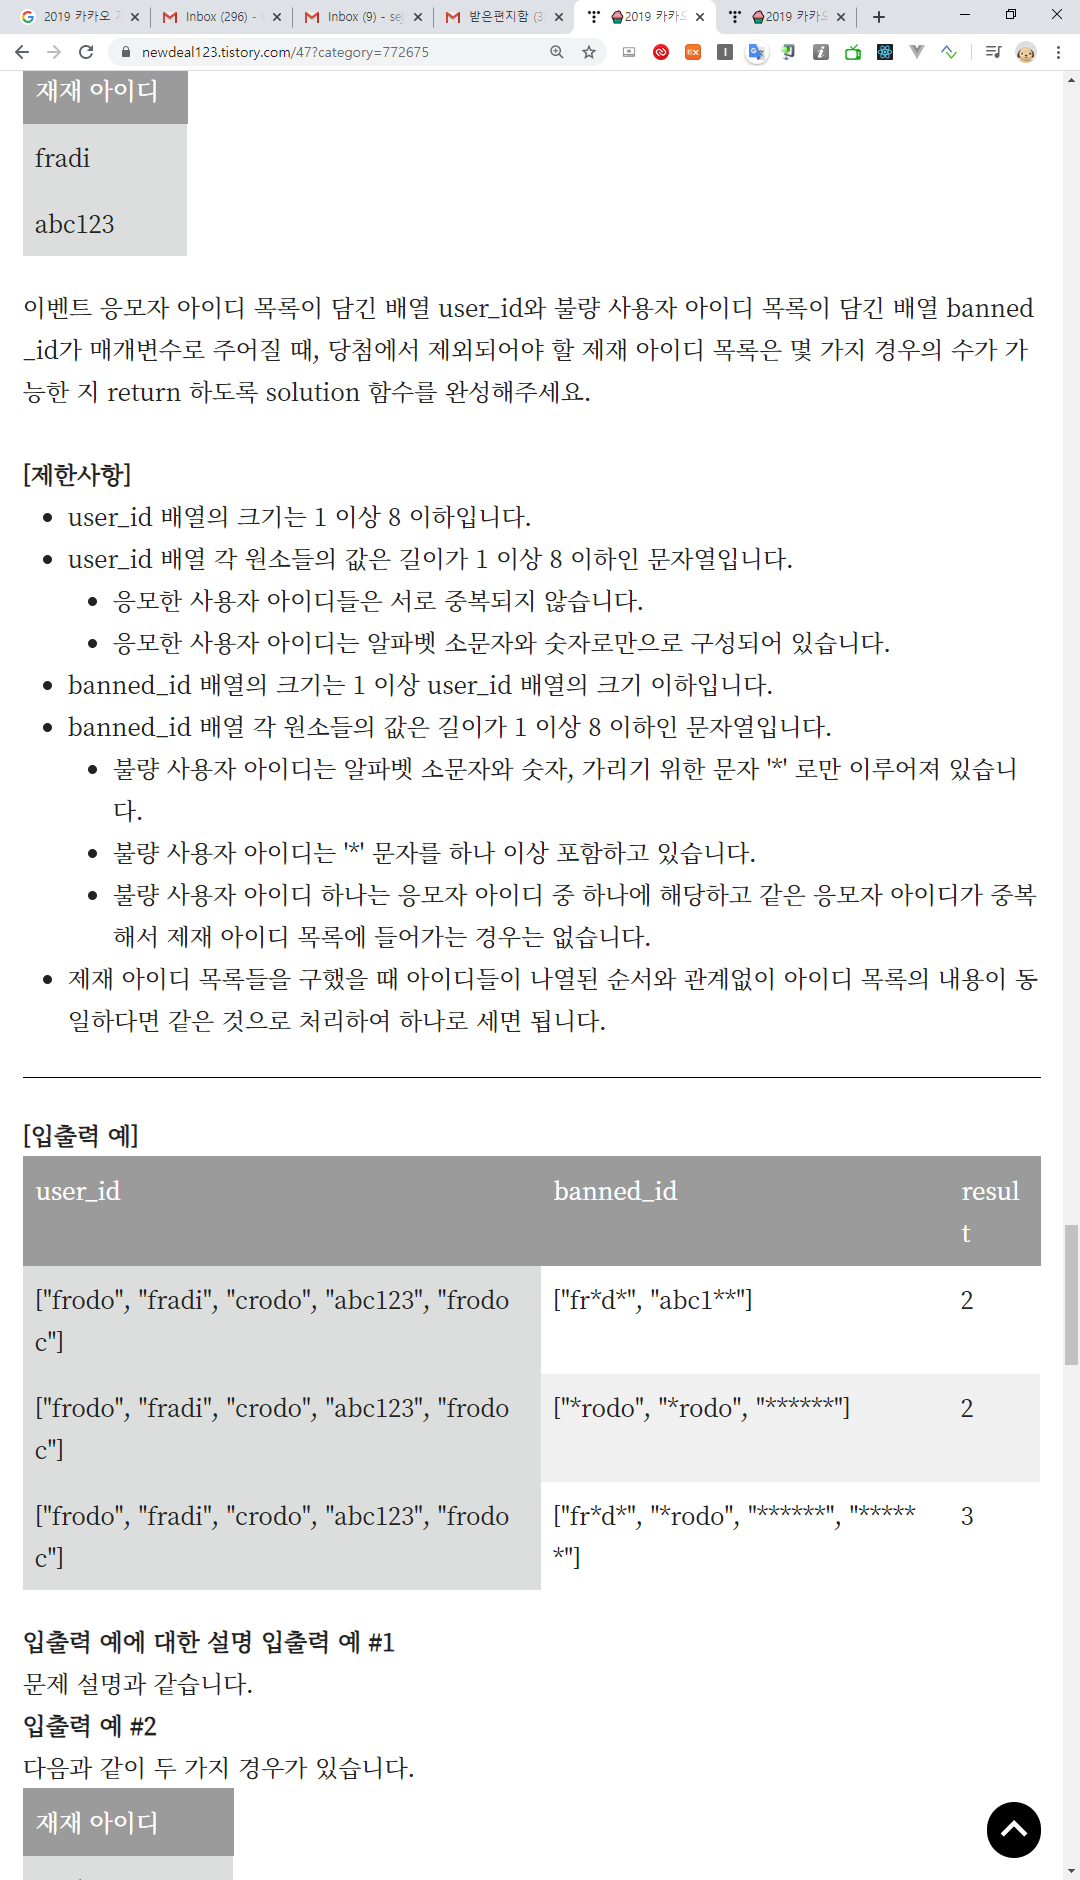 2019 카카오
Inbox (296) - s
Inbox (9) - se
받은편지함 (3
2019 카카오
2019 카카오
newdeal123.tistory.com/47?category=772675
재재 아이디
fradi
abc123
이벤트 응모자 아이디 목록이 담긴 배열 user_id와 불량 사용자 아이디 목록이 담긴 배열 banned
_id가 매개변수로 주어질 때, 당첨에서 제외되어야 할 제재 아이디 목록은 몇 가지 경우의 수가 가
능한 지 return 하도록 solution 함수를 완성해주세요.
[제한사항]
• user_id 배열의 크기는 1 이상 8 이하입니다.
• user_id 배열 각 원소들의 값은 길이가 1 이상 8 이하인 문자열입니다.
• 응모한 사용자 아이디들은 서로 중복되지 않습니다.
• 응모한 사용자 아이디는 알파벳 소문자와 숫자로만으로 구성되어 있습니다.
• banned_id 배열의 크기는 1 이상 user_id 배열의 크기 이하입니다.
• banned_id 배열 각 원소들의 값은 길이가 1 이상 8 이하인 문자열입니다.
• 불량 사용자 아이디는 알파벳 소문자와 숫자, 가리기 위한 문자 '*' 로만 이루어져 있습니
다.
• 불량 사용자 아이디는 '*' 문자를 하나 이상 포함하고 있습니다.
• 불량 사용자 아이디 하나는 응모자 아이디 중 하나에 해당하고 같은 응모자 아이디가 중복
해서 제재 아이디 목록에 들어가는 경우는 없습니다.
• 제재 아이디 목록들을 구했을 때 아이디들이 나열된 순서와 관계없이 아이디 목록의 내용이 동
일하다면 같은 것으로 처리하여 하나로 세면 됩니다.
[입출력 예]
user_id banned_id resul
t
["frodo", "fradi", "crodo", "abc123", "frodo ["fr*d*", "abc1**"] 2
c"]
["frodo", "fradi", "crodo", "abc123", "frodo ["*rodo", "*rodo", "******"] 2
c"]
["frodo", "fradi", "crodo", "abc123", "frodo ["fr*d*", "*rodo", "******", "***** 3
c"] *"]
입출력 예에 대한 설명 입출력 예 #1
문제 설명과 같습니다.
입출력 예 #2
다음과 같이 두 가지 경우가 있습니다.
재재 아이디